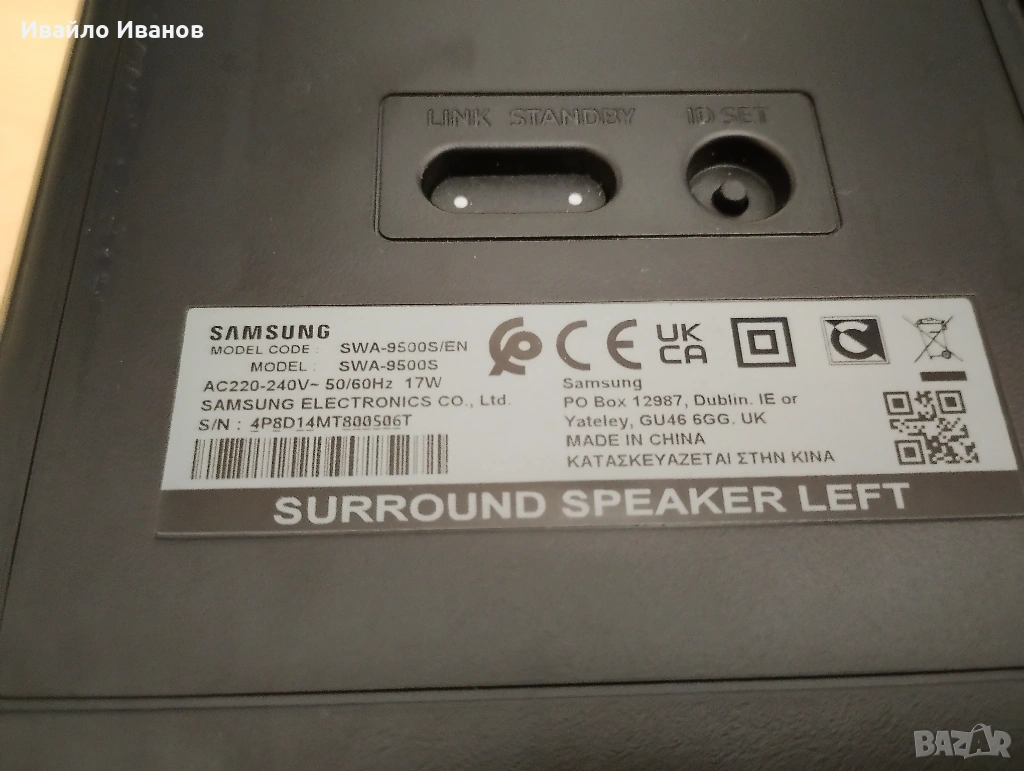 Ивайло Иванов
LINK STANDBY ID SET
SAMSUNG
MODEL CODE : SWA-9500S/EN
MODEL : SWA-9500S
AC220-240V~ 50/60Hz 17W
SAMSUNG ELECTRONICS CO., Ltd.
S/N : 4P8D14MT800506T
CE
UK
CA
Samsung
PO Box 12987, Dublin. IE or
Yateley, GU46 6GG. UK
MADE IN CHINA
ΚΑΤΑΣΚΕΥΑΖΕΤΑΙ ΣΤΗΝ ΚΙΝΑ
SURROUND SPEAKER LEFT
BAZAR